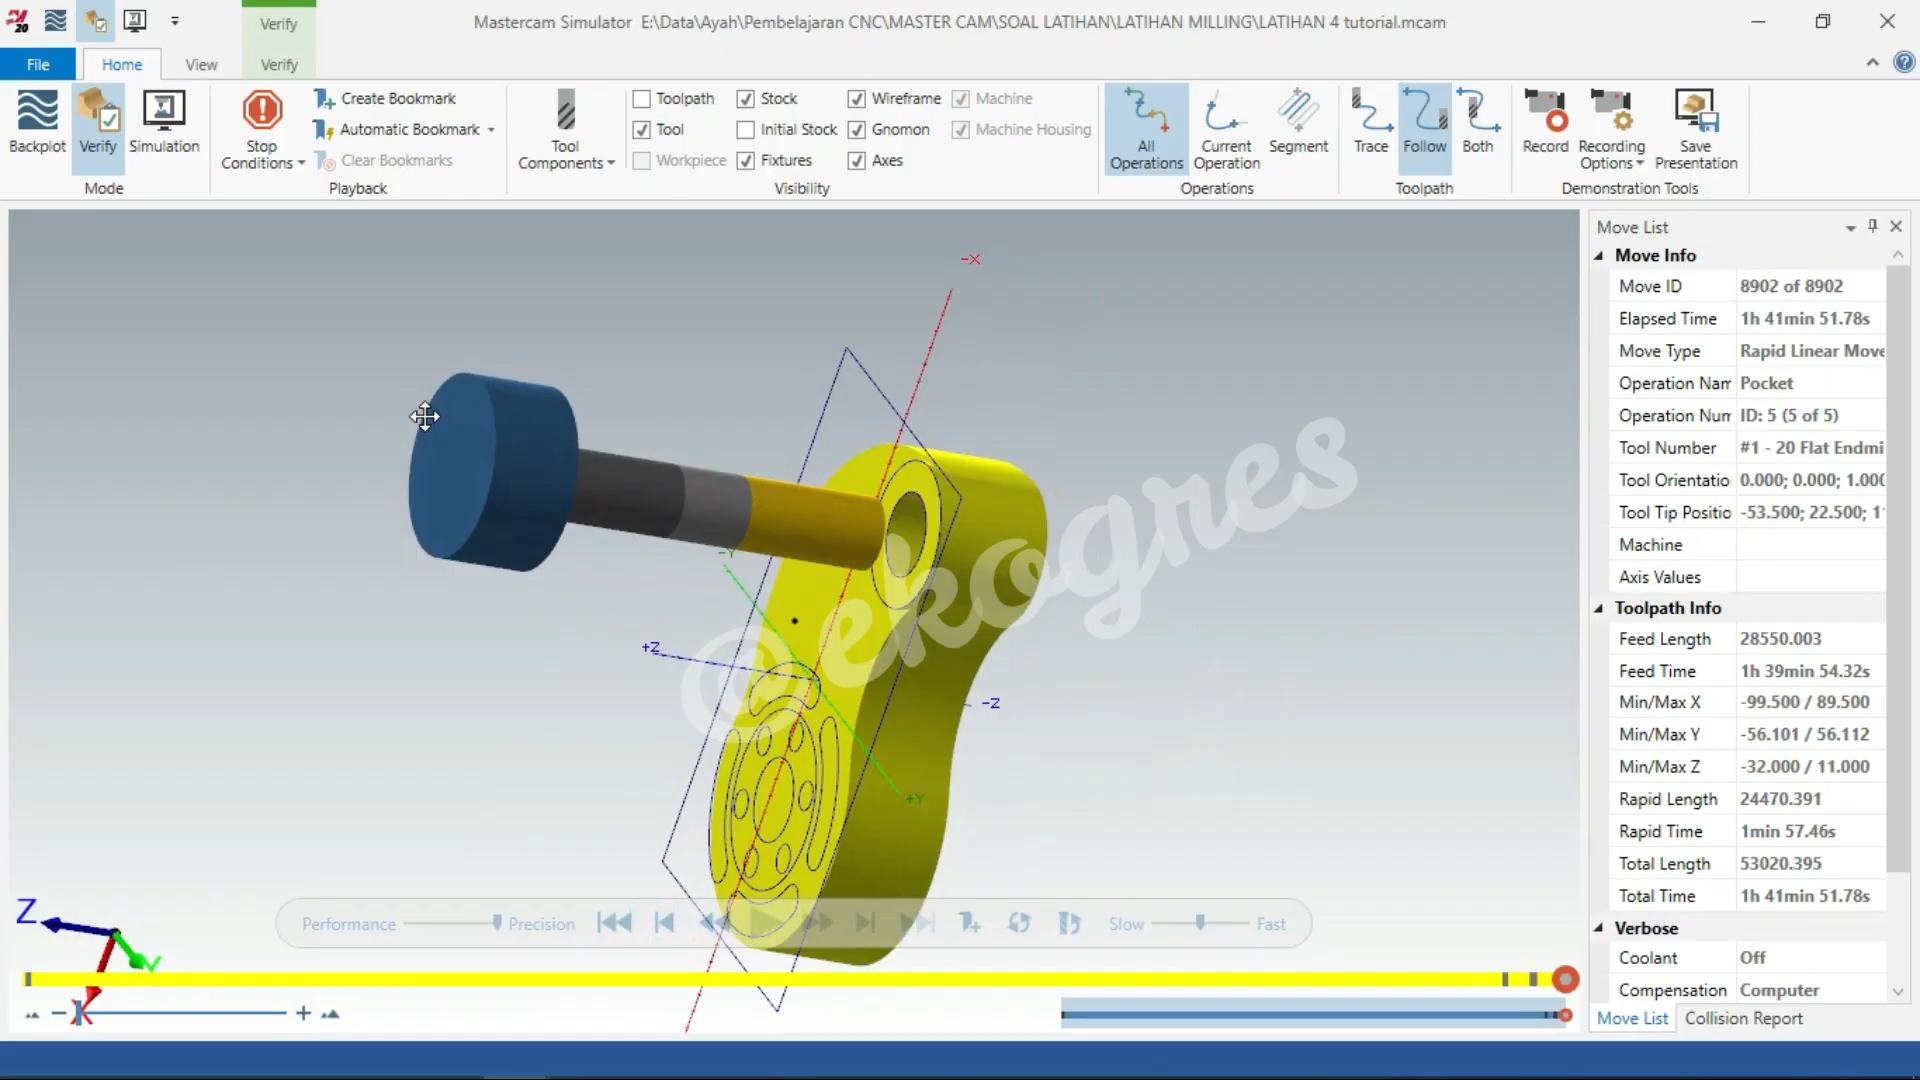 20
Verify
Mastercam Simulator E:\Data\Ayah\Pembelajaran CNC\MASTER CAM\SOAL LATIHAN\LATIHAN MILLING\LATIHAN 4 tutorial.mcam
File
Home
View
Verify
Backplot
Verify
Simulation
Mode
Stop Conditions
Create Bookmark
Automatic Bookmark
Clear Bookmarks
Playback
Tool Components
Toolpath
Tool
Workpiece
Stock
Initial Stock
Fixtures
Wireframe
Gnomon
Axes
Machine
Machine Housing
Visibility
All Operations
Current Operation
Segment
Operations
Trace
Follow
Both
Toolpath
Record
Recording Options
Save Presentation
Demonstration Tools
-X
-Y
+Z
-Z
+Y
@ekogres
Z
Y
X
Performance
Precision
Slow
Fast
Move List
Move Info
Move ID 8902 of 8902
Elapsed Time 1h 41min 51.78s
Move Type Rapid Linear Move
Operation Nam Pocket
Operation Num ID: 5 (5 of 5)
Tool Number #1 - 20 Flat Endmi
Tool Orientatio 0.000; 0.000; 1.000
Tool Tip Positio -53.500; 22.500; 1
Machine
Axis Values
Toolpath Info
Feed Length 28550.003
Feed Time 1h 39min 54.32s
Min/Max X -99.500 / 89.500
Min/Max Y -56.101 / 56.112
Min/Max Z -32.000 / 11.000
Rapid Length 24470.391
Rapid Time 1min 57.46s
Total Length 53020.395
Total Time 1h 41min 51.78s
Verbose
Coolant Off
Compensation Computer
Move List
Collision Report